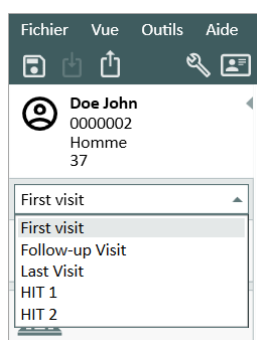 Fichier Vue Outils Aide
Doe John
0000002
Homme
37
First visit
First visit
Follow-up Visit
Last Visit
HIT 1
HIT 2